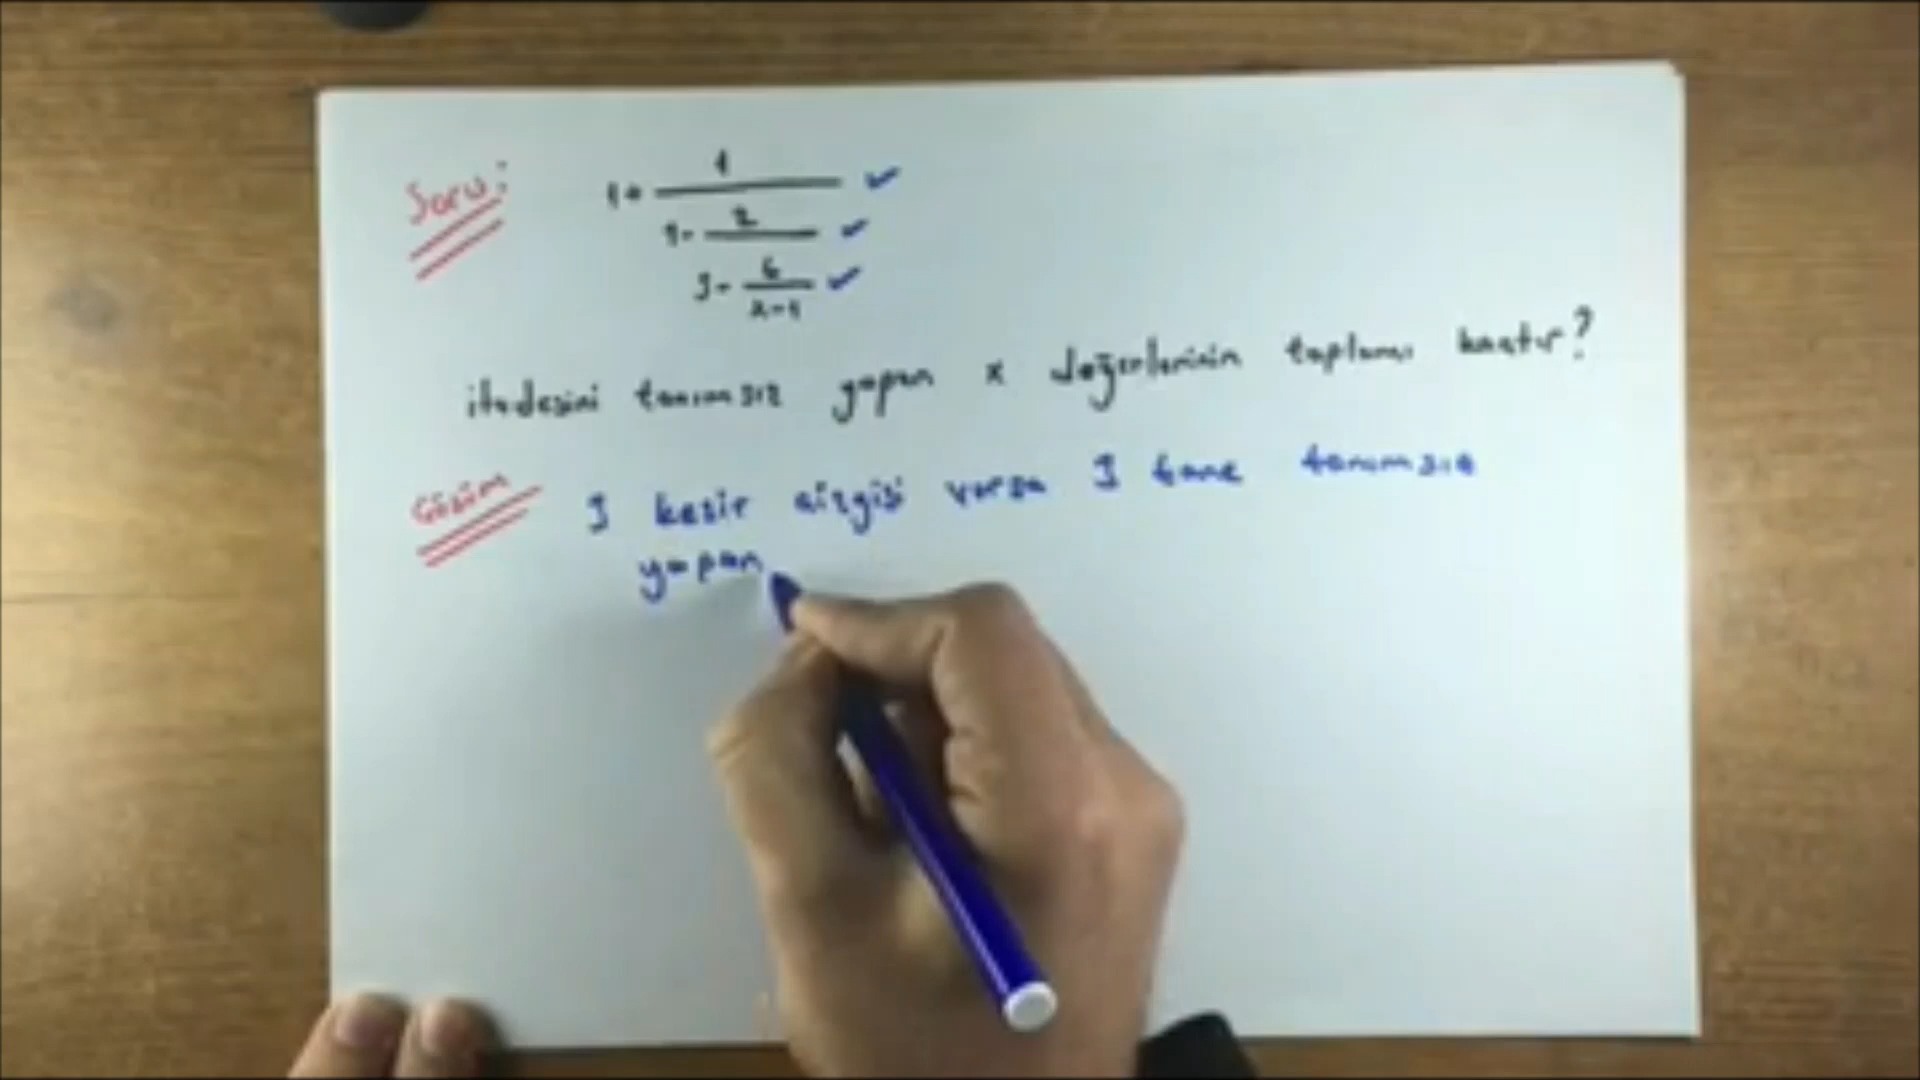 Soru:
1+ 1
1- 2
3- 6
x-1
ifadesini tanımsız yapan x değerlerinin toplamı kaçtır?
Çözüm 3 kesir çizgisi varsa 3 tane tanımsız
yapan